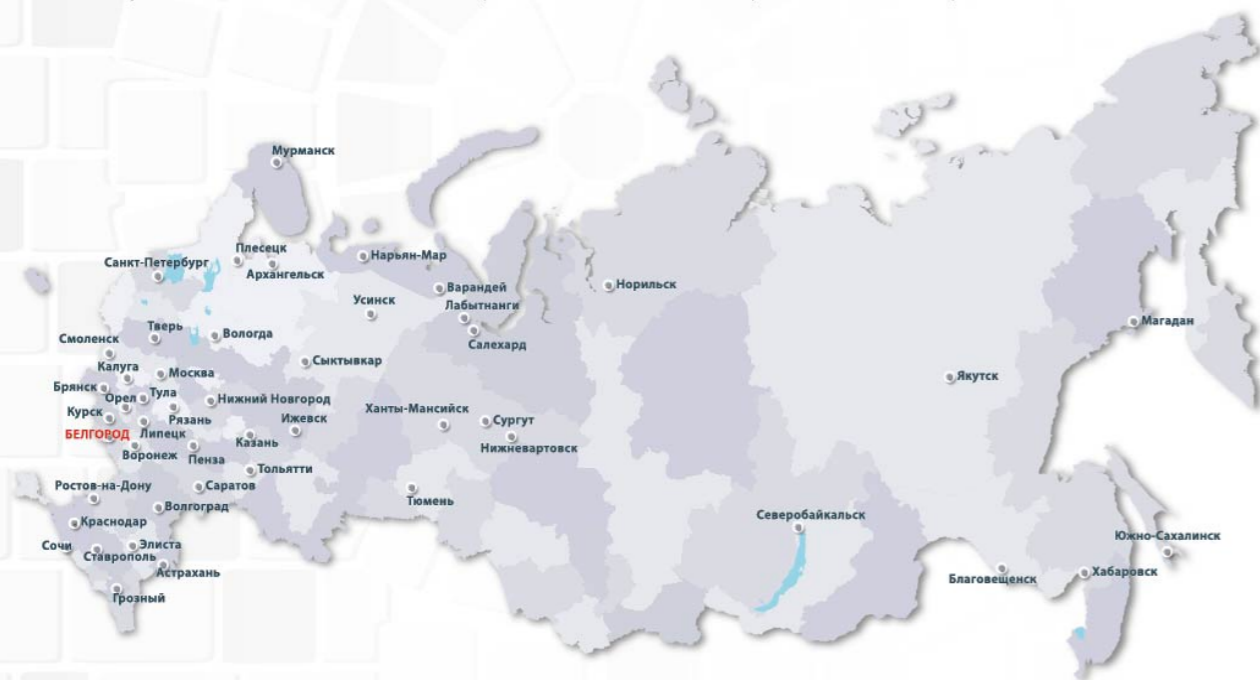 Мурманск
Плесецк
Санкт-Петербург
Архангельск
Нарьян-Мар
Норильск
Варандей
Усинск
Лабытнанги
Магадан
Тверь
Вологда
Смоленск
Салехард
Сыктывкар
Калуга
Москва
Якутск
Брянск
Орел
Тула
Нижний Новгород
Курск
Рязань
Ижевск
Ханты-Мансийск
Сургут
БЕЛГОРОД
Липецк
Казань
Нижневартовск
Воронеж
Пенза
Тольятти
Ростов-на-Дону
Саратов
Тюмень
Волгоград
Северобайкальск
Краснодар
Южно-Сахалинск
Сочи
Элиста
Ставрополь
Астрахань
Благовещенск
Хабаровск
Грозный